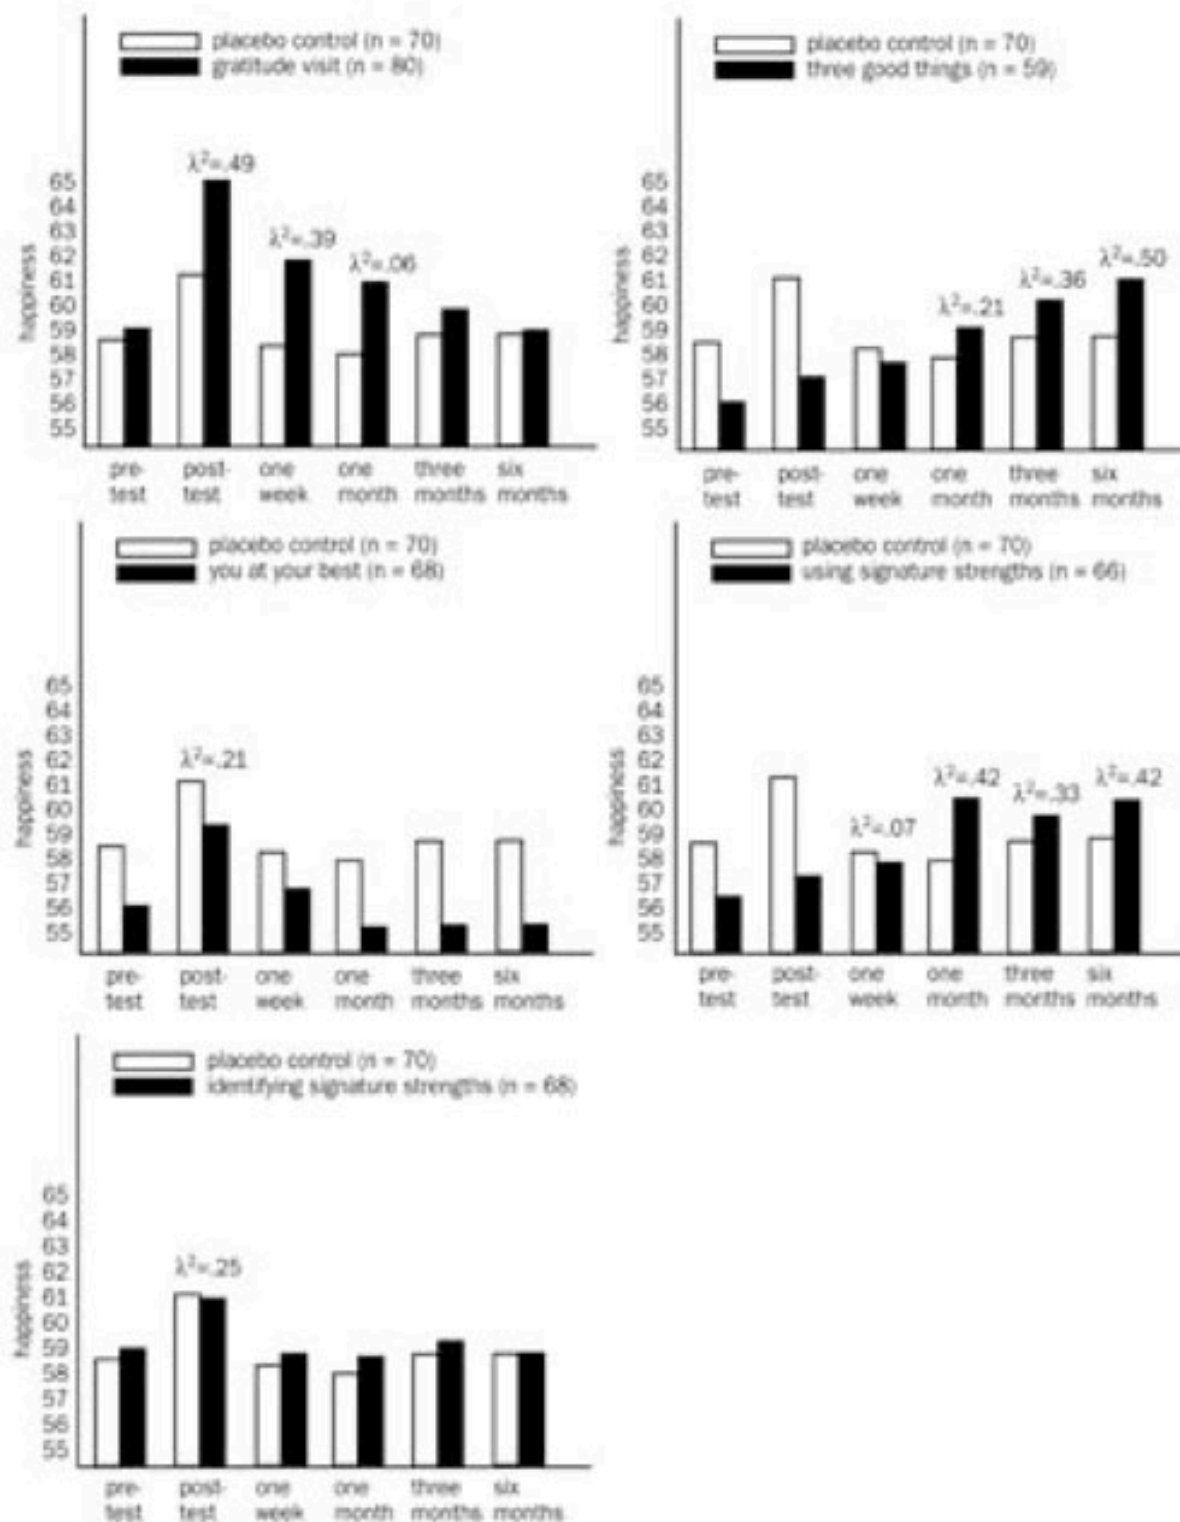 placebo control (n = 70)
gratitude visit (n = 80)
λ²=.49
λ²=.39
λ²=.06
happiness
65
64
63
62
61
60
59
58
57
56
55
pre-test
post-test
one week
one month
three months
six months
placebo control (n = 70)
three good things (n = 59)
λ²=.50
λ²=.36
λ²=.21
happiness
65
64
63
62
61
60
59
58
57
56
55
pre-test
post-test
one week
one month
three months
six months
placebo control (n = 70)
you at your best (n = 68)
λ²=.21
happiness
65
64
63
62
61
60
59
58
57
56
55
pre-test
post-test
one week
one month
three months
six months
placebo control (n = 70)
using signature strengths (n = 66)
λ²=.42
λ²=.33
λ²=.42
λ²=.07
happiness
65
64
63
62
61
60
59
58
57
56
55
pre-test
post-test
one week
one month
three months
six months
placebo control (n = 70)
identifying signature strengths (n = 68)
λ²=.25
happiness
65
64
63
62
61
60
59
58
57
56
55
pre-test
post-test
one week
one month
three months
six months